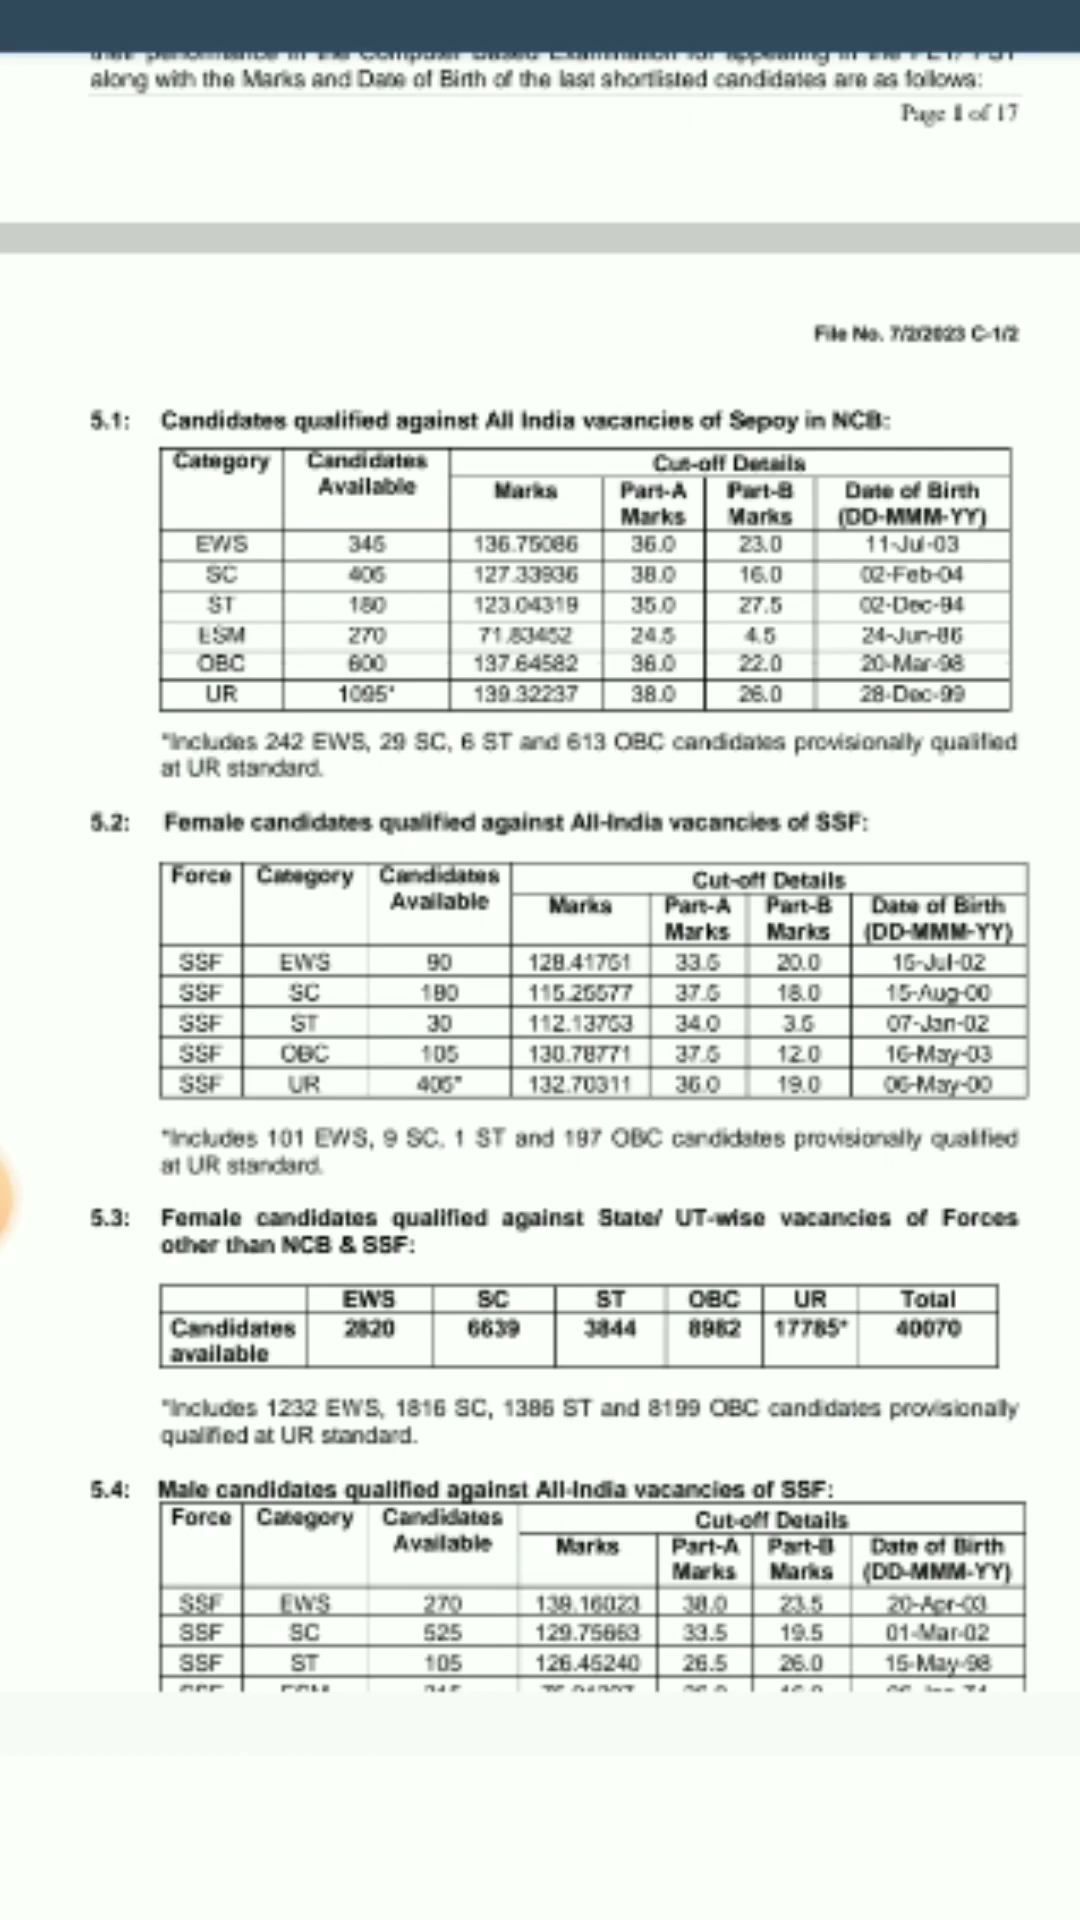 along with the Marks and Date of Birth of the last shortlisted candidates are as follows:
Page 1 of 17
File No. 7/2/2023 C-1/2
5.1: Candidates qualified against All India vacancies of Sepoy in NCB:
Category Candidates Available Cut-off Details
Marks Part-A Marks Part-B Marks Date of Birth (DD-MMM-YY)
EWS 345 136.75086 36.0 23.0 11-Jul-03
SC 405 127.33936 38.0 16.0 02-Feb-04
ST 180 123.04319 35.0 27.5 02-Dec-94
ESM 270 71.83452 24.5 4.5 24-Jun-86
OBC 600 137.64582 36.0 22.0 20-Mar-98
UR 1095* 139.32237 38.0 26.0 28-Dec-99
*Includes 242 EWS, 29 SC, 6 ST and 613 OBC candidates provisionally qualified
at UR standard.
5.2: Female candidates qualified against All-India vacancies of SSF:
Force Category Candidates Available Cut-off Details
Marks Part-A Marks Part-B Marks Date of Birth (DD-MMM-YY)
SSF EWS 90 128.41751 33.5 20.0 15-Jul-02
SSF SC 180 115.25577 37.5 18.0 15-Aug-00
SSF ST 30 112.13753 34.0 3.5 07-Jan-02
SSF OBC 105 130.78771 37.5 12.0 16-May-03
SSF UR 405* 132.70311 36.0 19.0 06-May-00
*Includes 101 EWS, 9 SC, 1 ST and 197 OBC candidates provisionally qualified
at UR standard.
5.3: Female candidates qualified against State/ UT-wise vacancies of Forces
other than NCB & SSF:
EWS SC ST OBC UR Total
Candidates available 2820 6639 3844 8982 17785* 40070
*Includes 1232 EWS, 1816 SC, 1386 ST and 8199 OBC candidates provisionally
qualified at UR standard.
5.4: Male candidates qualified against All-India vacancies of SSF:
Force Category Candidates Available Cut-off Details
Marks Part-A Marks Part-B Marks Date of Birth (DD-MMM-YY)
SSF EWS 270 139.16023 38.0 23.5 20-Apr-03
SSF SC 525 129.75663 33.5 19.5 01-Mar-02
SSF ST 105 126.45240 26.5 26.0 15-May-98